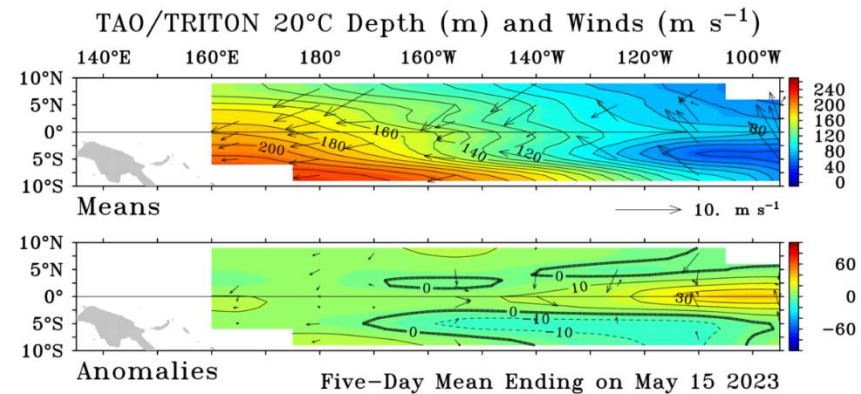 TAO/TRITON 20°C Depth (m) and Winds (m s⁻¹)
140°E 160°E 180° 160°W 140°W 120°W 100°W
10°N
5°N
0°
5°S
10°S
200
180
160
140
120
80
240
200
160
120
80
40
0
Means
10. m s⁻¹
10°N
5°N
0°
5°S
10°S
0
0
10
30
0
-10
-10
0
0
60
0
−60
Anomalies
Five-Day Mean Ending on May 15 2023